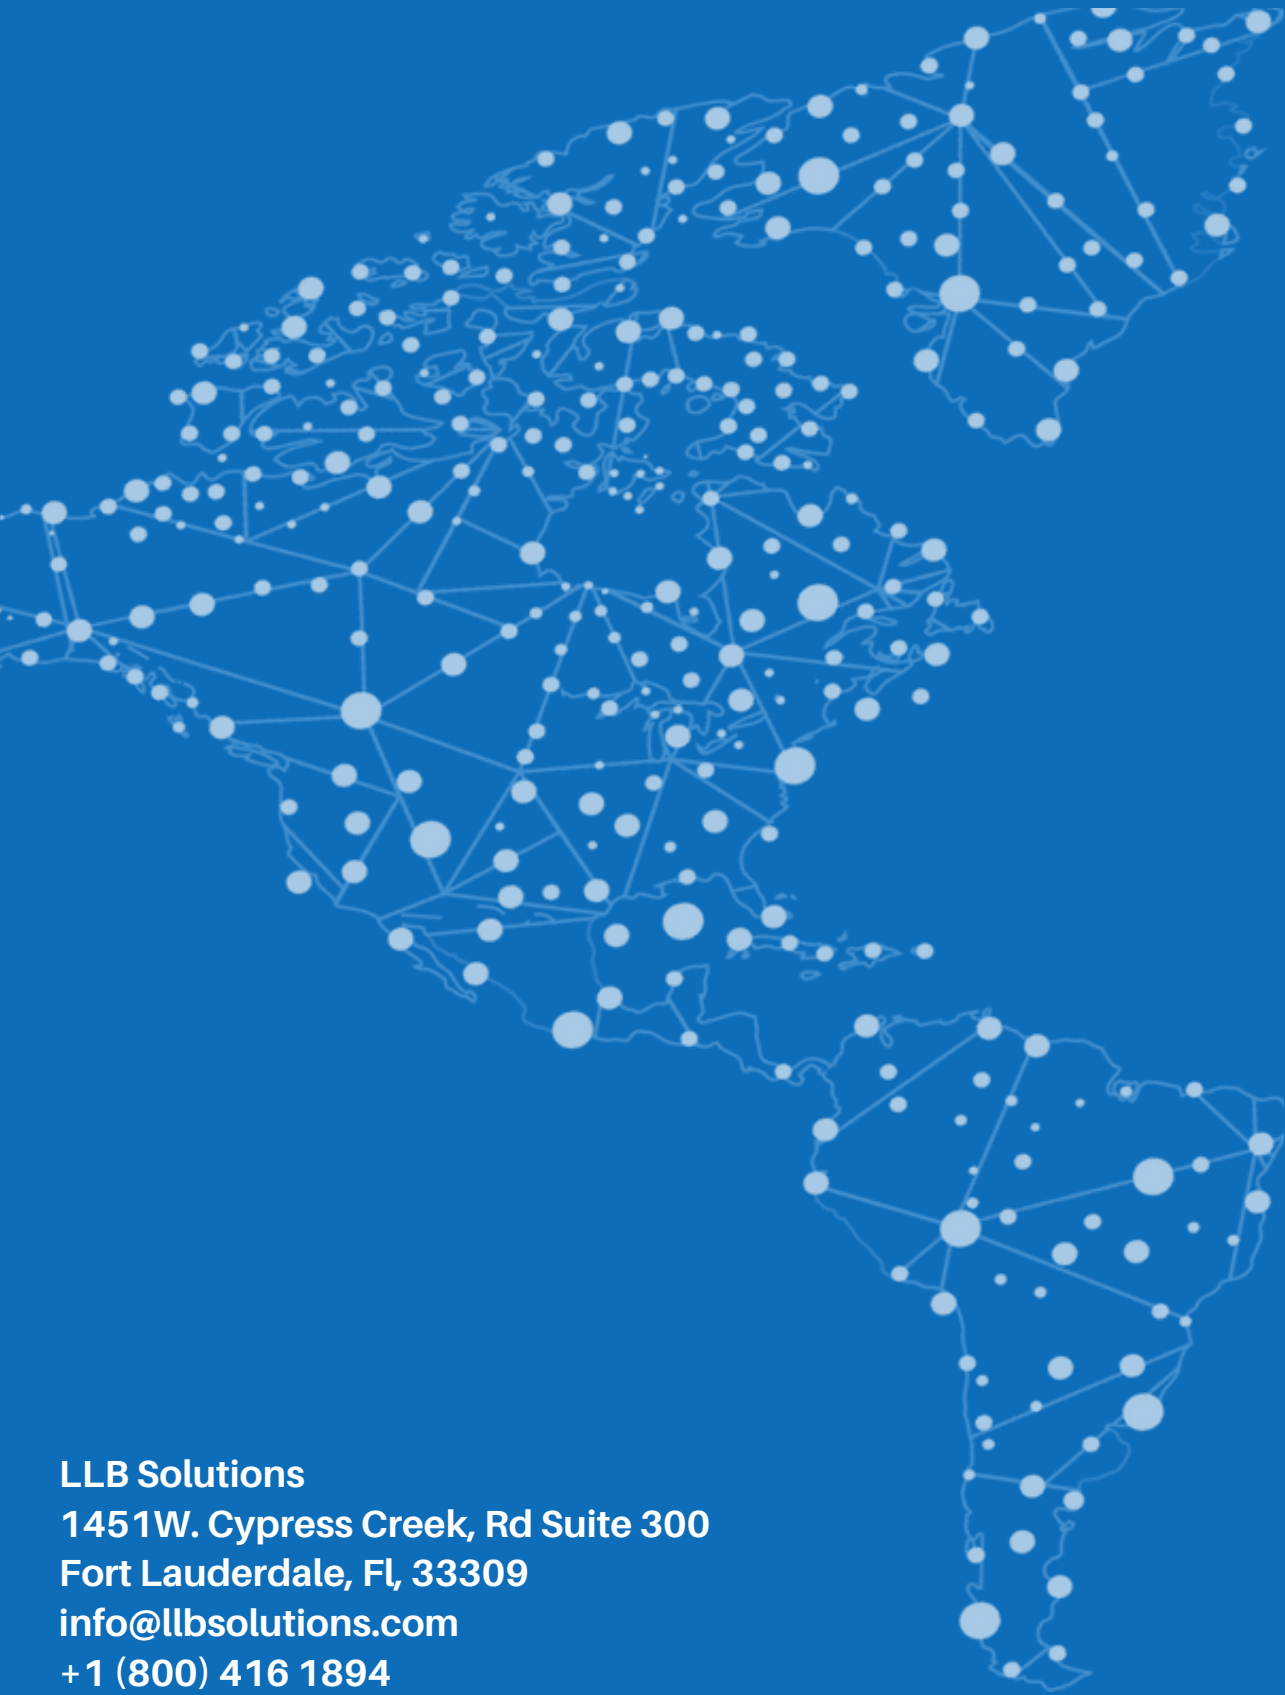 LLB Solutions
1451W. Cypress Creek, Rd Suite 300
Fort Lauderdale, Fl, 33309
info@llbsolutions.com
+1 (800) 416 1894